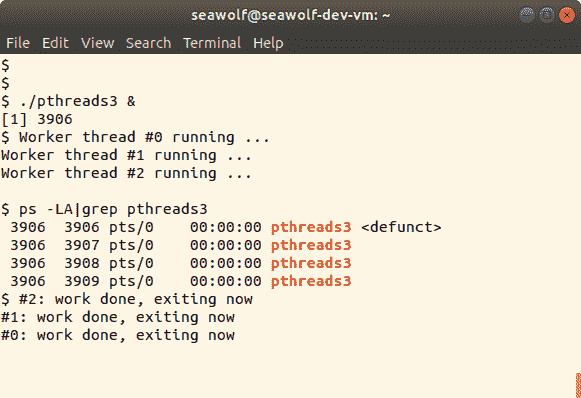 seawolf@seawolf-dev-vm: ~
File Edit View Search Terminal Help
$
$
$ ./pthreads3 &
[1] 3906
$ Worker thread #0 running ...
Worker thread #1 running ...
Worker thread #2 running ...
$ ps -LA|grep pthreads3
 3906  3906 pts/0    00:00:00 pthreads3 <defunct>
 3906  3907 pts/0    00:00:00 pthreads3
 3906  3908 pts/0    00:00:00 pthreads3
 3906  3909 pts/0    00:00:00 pthreads3
$ #2: work done, exiting now
#1: work done, exiting now
#0: work done, exiting now